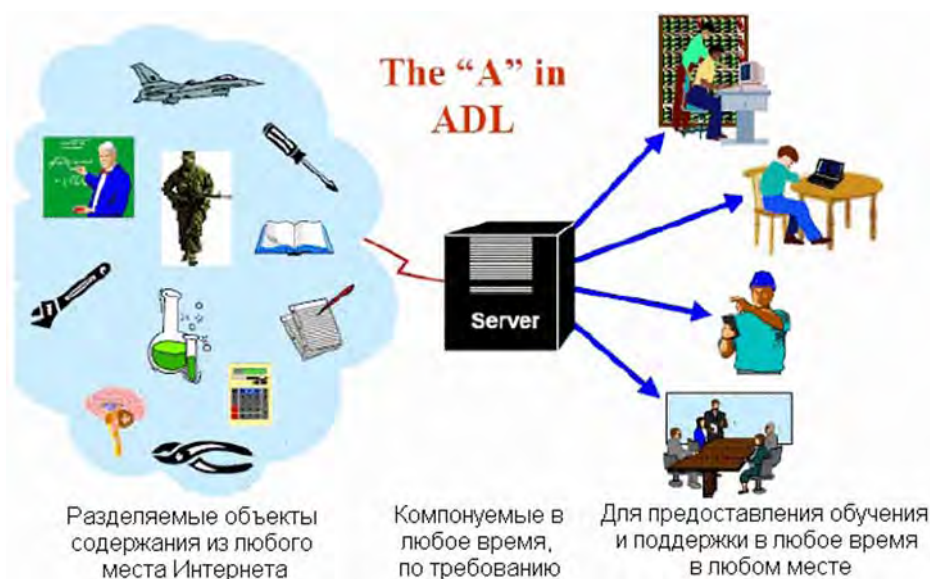 The “A” in
ADL
Server
Разделяемые объекты
содержания из любого
места Интернета
Компонуемые в
любое время,
по требованию
Для предоставления обучения
и поддержки в любое время
в любом месте